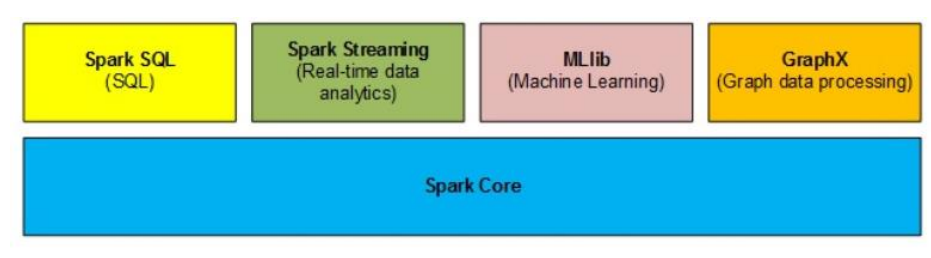 Spark SQL
(SQL)
Spark Streaming
(Real-time data
analytics)
MLlib
(Machine Learning)
GraphX
(Graph data processing)
Spark Core